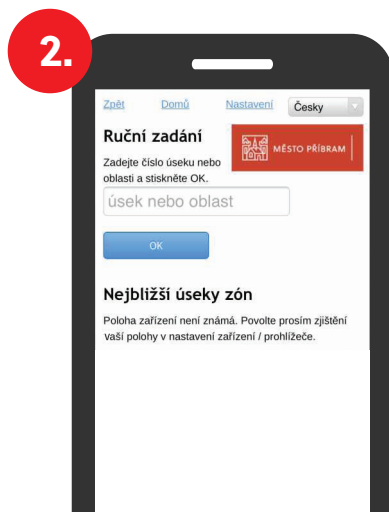 2.
Zpět Domů Nastavení Česky
Ruční zadání
MĚSTO PŘÍBRAM
Zadejte číslo úseku nebo
oblasti a stiskněte OK.
úsek nebo oblast
OK
Nejbližší úseky zón
Poloha zařízení není známá. Povolte prosím zjištění
vaší polohy v nastavení zařízení / prohlížeče.